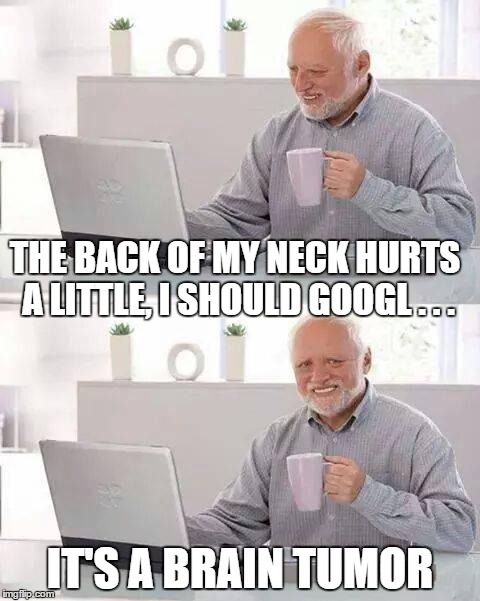 THE BACK OF MY NECK HURTS
A LITTLE, I SHOULD GOOGL . . .
IT'S A BRAIN TUMOR
imgflip.com